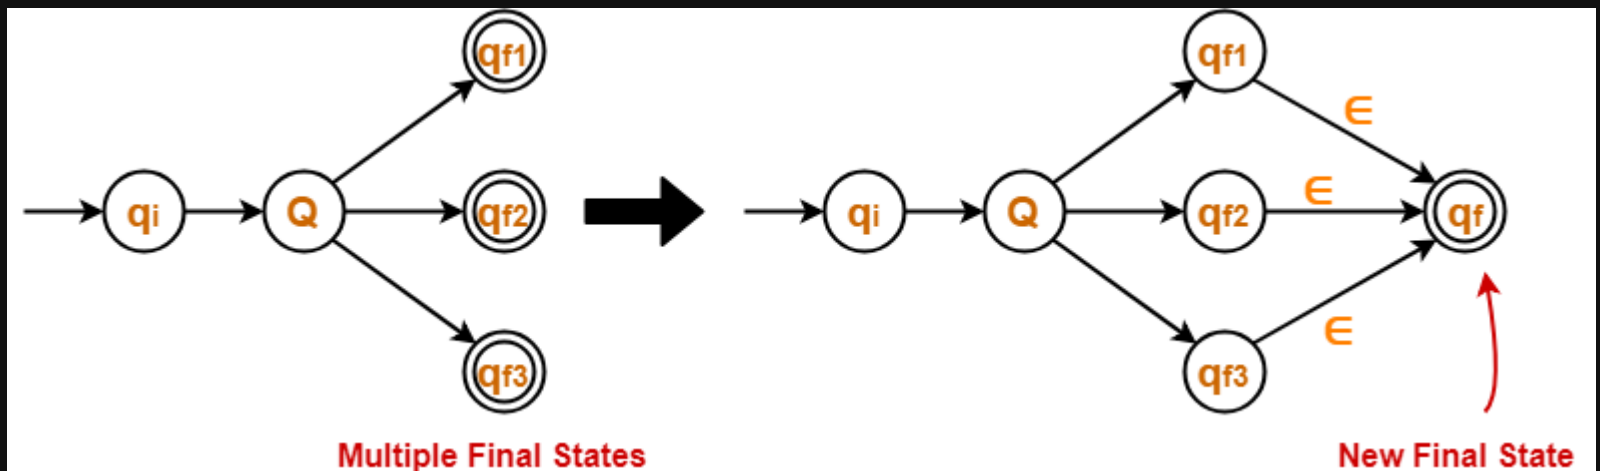 qf1
qi
Q
qf2
qf3
Multiple Final States
qf1
∈
qi
Q
qf2
∈
qf
qf3
∈
New Final State